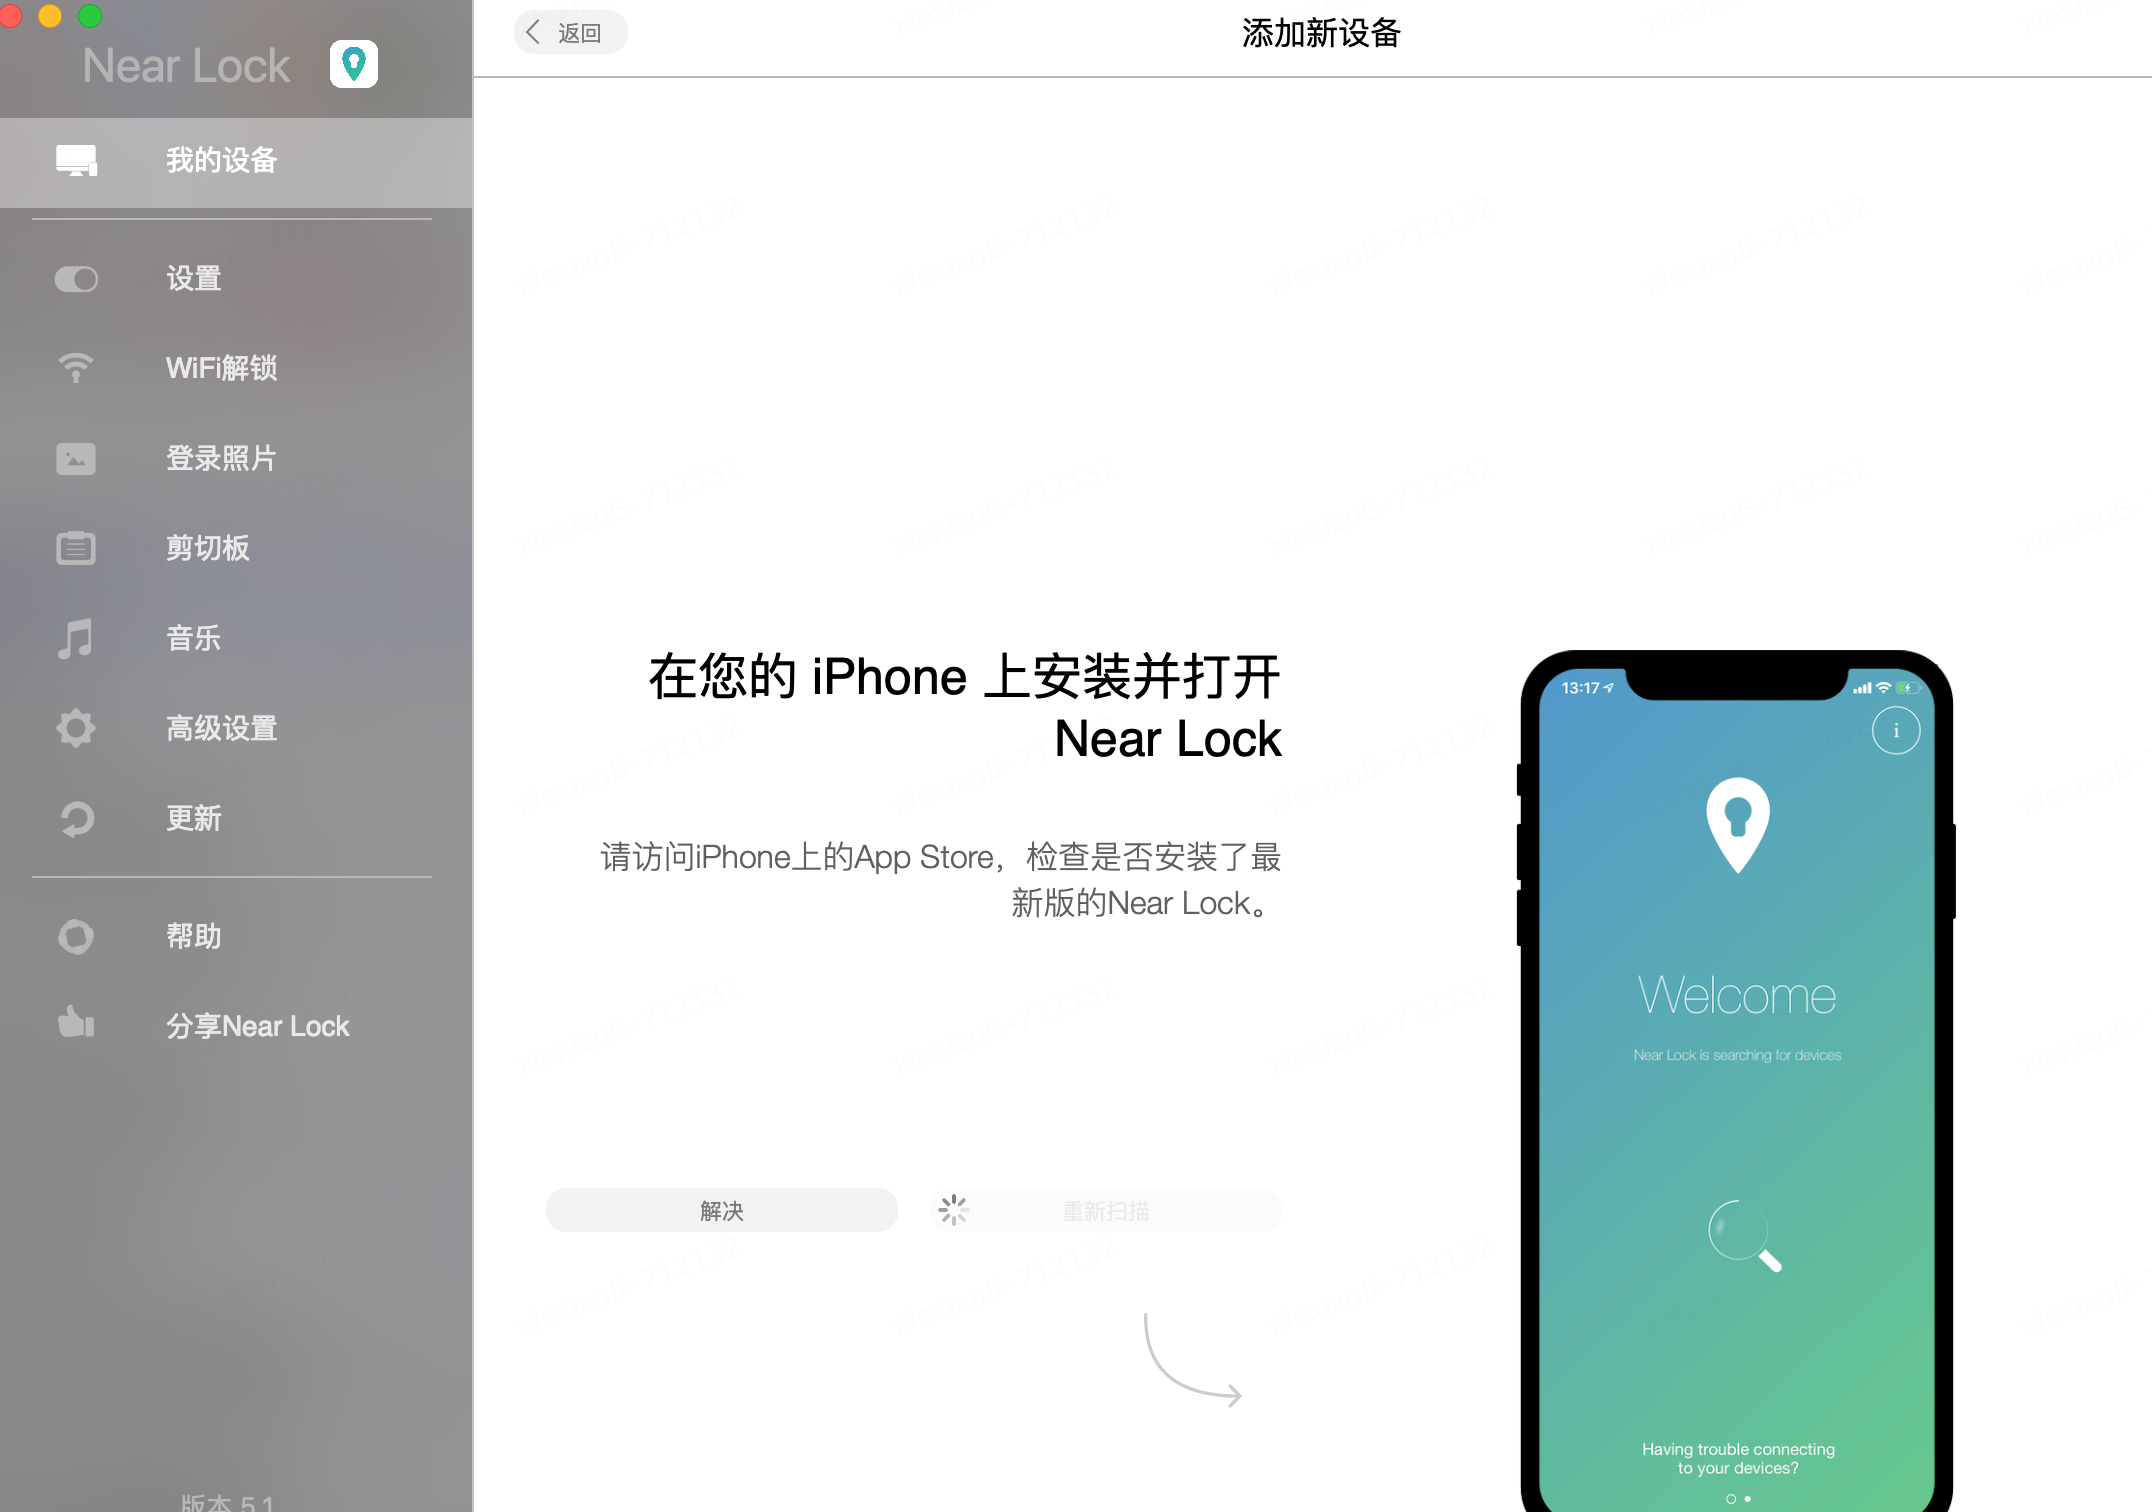 Near Lock
我的设备
设置
WiFi解锁
登录照片
剪切板
音乐
高级设置
更新
帮助
分享Near Lock
版本 5.1
返回
添加新设备
在您的 iPhone 上安装并打开
Near Lock
请访问iPhone上的App Store，检查是否安装了最
新版的Near Lock。
解决
重新扫描
13:17
i
Welcome
Near Lock is searching for devices
Having trouble connecting
to your devices?
xiexiao6-712132